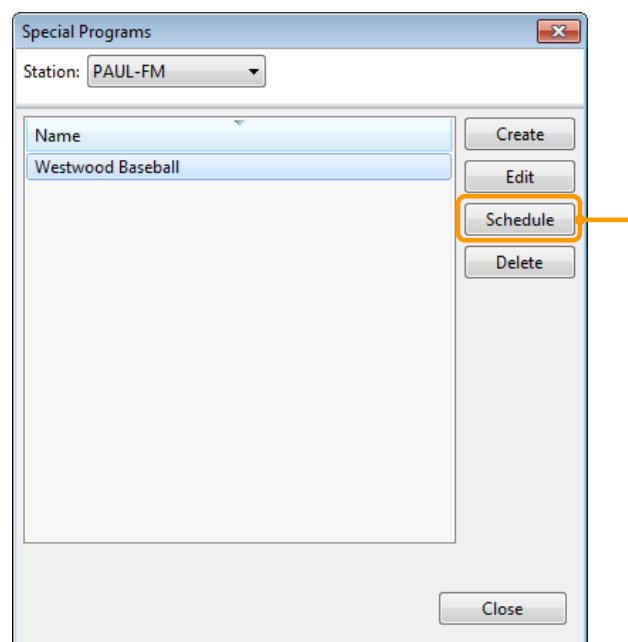 Special Programs
Station: PAUL-FM
Name
Westwood Baseball
Create
Edit
Schedule
Delete
Close